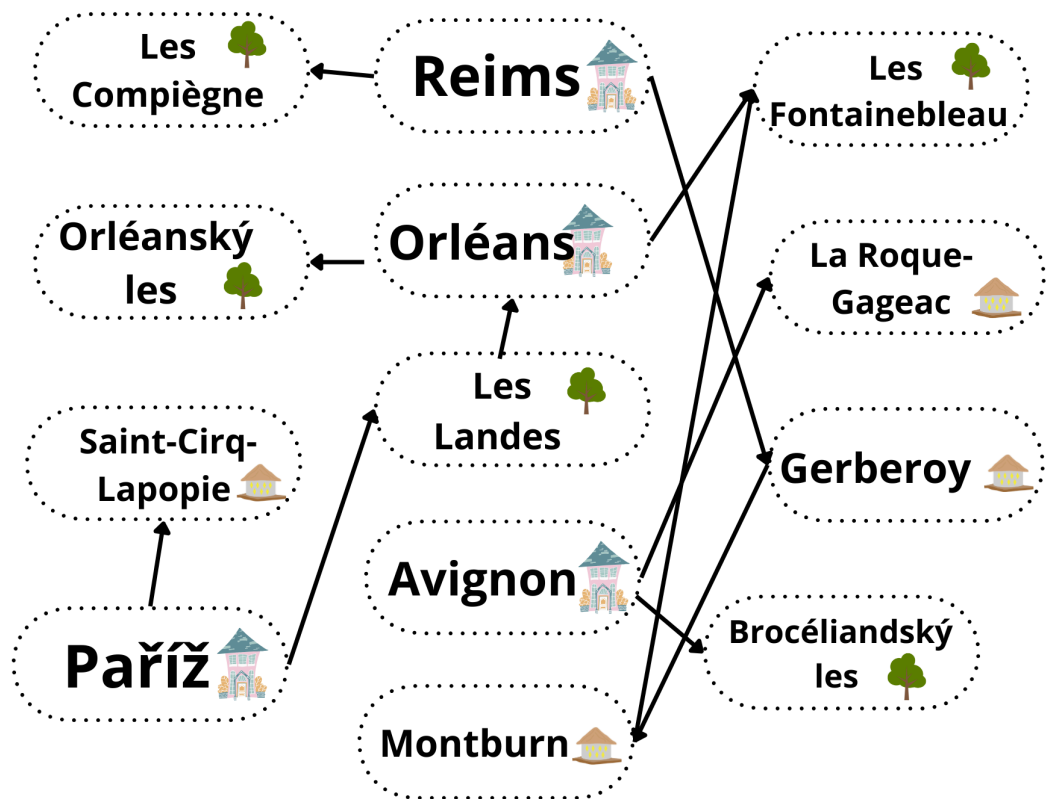 Les
Compiègne
Reims
Les
Fontainebleau
Orléanský
les
Orléans
La Roque-
Gageac
Saint-Cirq-
Lapopie
Les
Landes
Gerberoy
Paříž
Avignon
Brocéliandský
les
Montburn